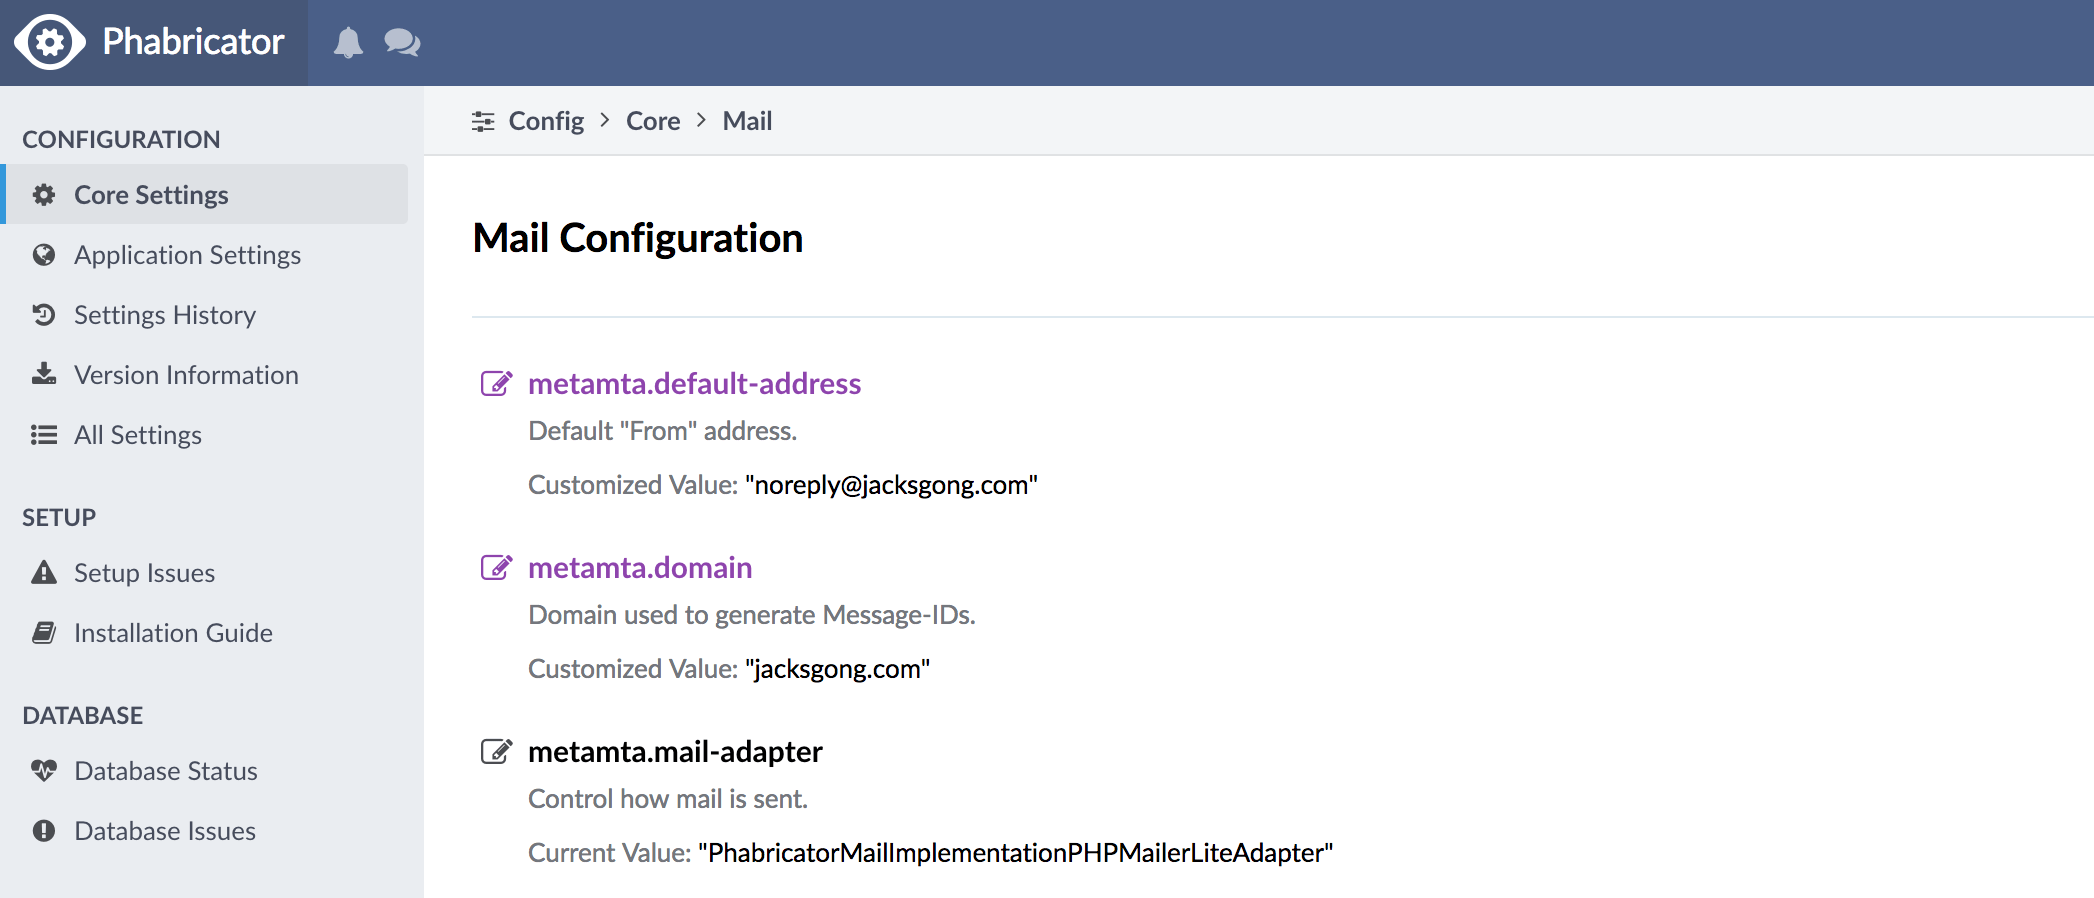 Phabricator
CONFIGURATION
Core Settings
Application Settings
Settings History
Version Information
All Settings
SETUP
Setup Issues
Installation Guide
DATABASE
Database Status
Database Issues
Config > Core > Mail
Mail Configuration
metamta.default-address
Default "From" address.
Customized Value: "noreply@jacksgong.com"
metamta.domain
Domain used to generate Message-IDs.
Customized Value: "jacksgong.com"
metamta.mail-adapter
Control how mail is sent.
Current Value: "PhabricatorMailImplementationPHPMailerLiteAdapter"